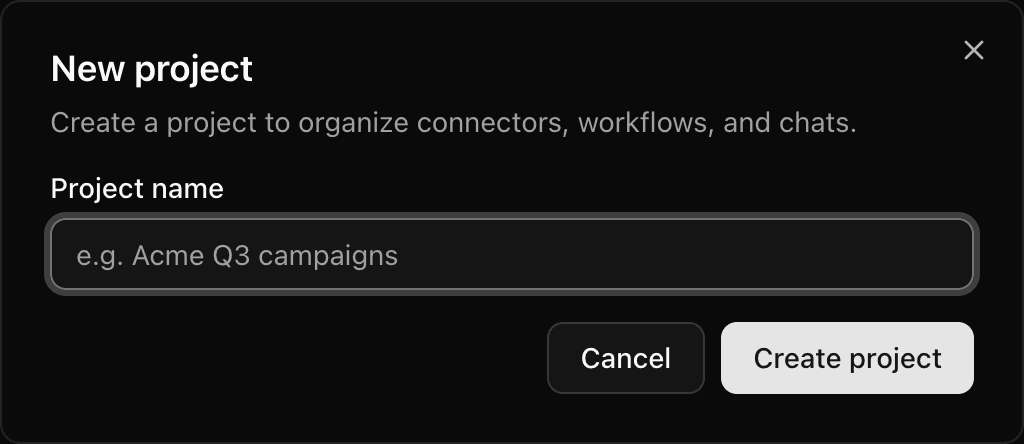 New project
Create a project to organize connectors, workflows, and chats.
Project name
e.g. Acme Q3 campaigns
Cancel
Create project